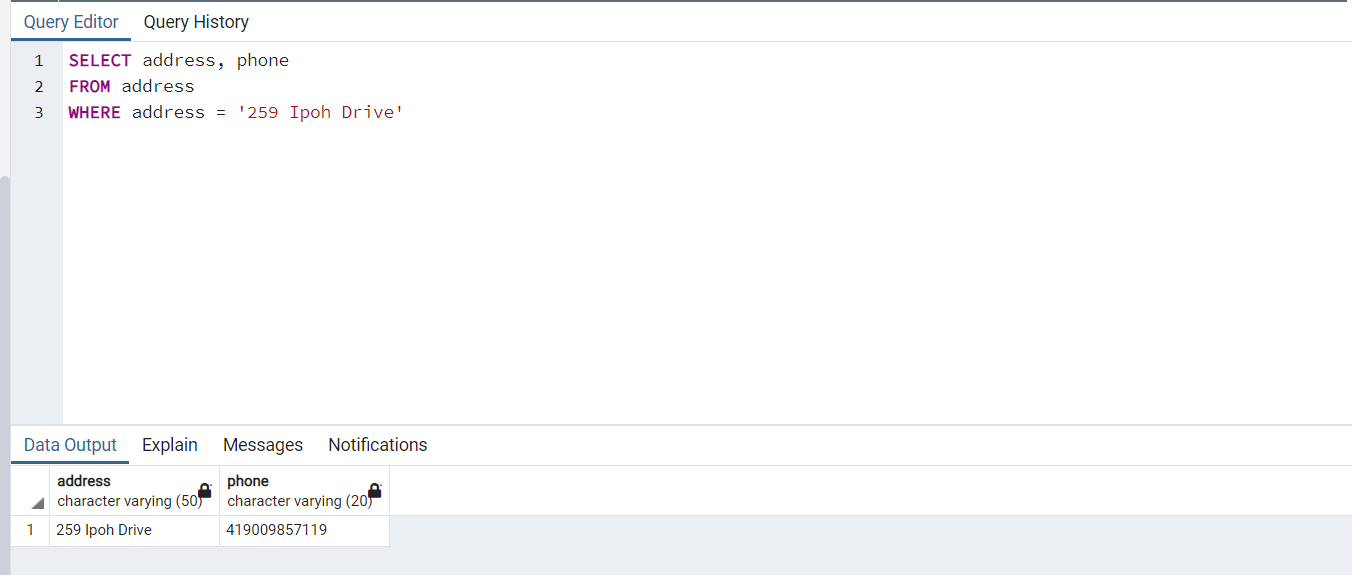 Query Editor Query History
1 SELECT address, phone
2 FROM address
3 WHERE address = '259 Ipoh Drive'
Data Output Explain Messages Notifications
address phone
character varying (50) character varying (20)
1 259 Ipoh Drive 419009857119